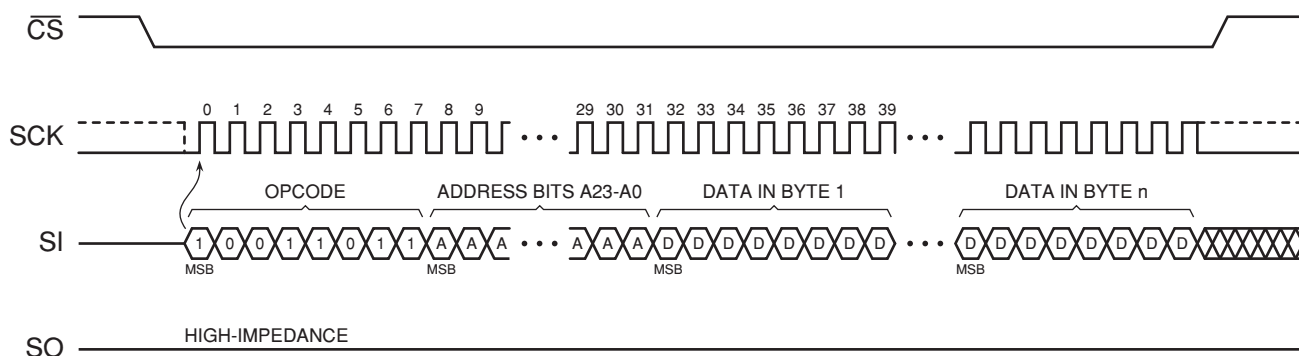 CS
0 1 2 3 4 5 6 7 8 9 29 30 31 32 33 34 35 36 37 38 39
SCK
OPCODE ADDRESS BITS A23-A0 DATA IN BYTE 1 DATA IN BYTE n
SI 1 0 0 1 1 0 1 1 A A A A A A D D D D D D D D D D D D D D D D
MSB MSB MSB MSB
HIGH-IMPEDANCE
SO